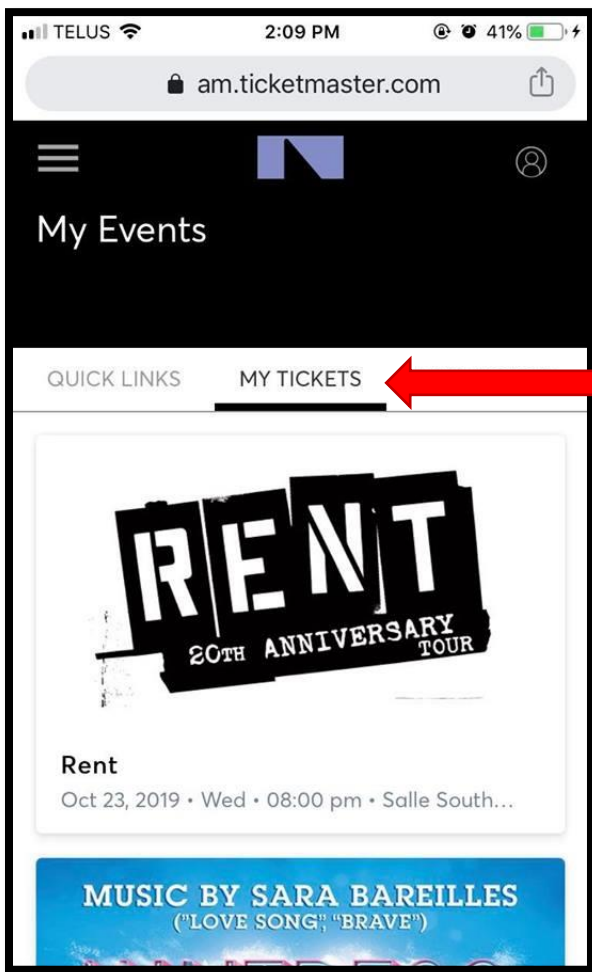 TELUS 2:09 PM 41%
am.ticketmaster.com
My Events
QUICK LINKS MY TICKETS
RENT
20TH ANNIVERSARY
TOUR
Rent
Oct 23, 2019 • Wed • 08:00 pm • Salle South...
MUSIC BY SARA BAREILLES
("LOVE SONG", "BRAVE")